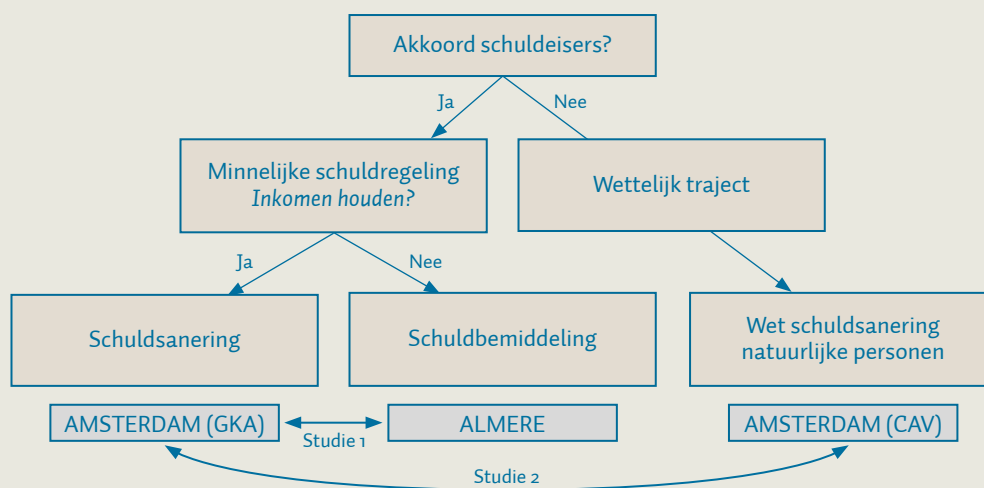 Akkoord schuldeisers?
Ja
Nee
Minnelijke schuldregeling
Inkomen houden?
Wettelijk traject
Ja
Nee
Schuldsanering
Schuldbemiddeling
Wet schuldsanering
natuurlijke personen
AMSTERDAM (GKA)
ALMERE
AMSTERDAM (CAV)
Studie 1
Studie 2